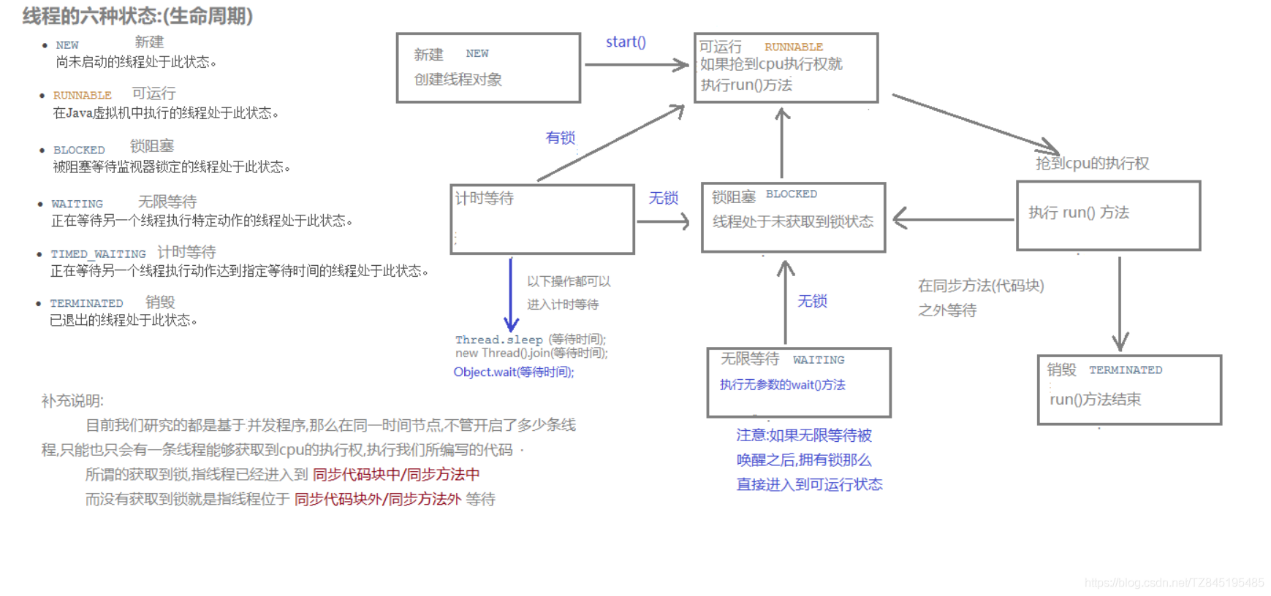 线程的六种状态:(生命周期)
NEW 新建
尚未启动的线程处于此状态。
RUNNABLE 可运行
在Java虚拟机中执行的线程处于此状态。
BLOCKED 锁阻塞
被阻塞等待监视器锁定的线程处于此状态。
WAITING 无限等待
正在等待另一个线程执行特定动作的线程处于此状态。
TIMED_WAITING 计时等待
正在等待另一个线程执行动作达到指定等待时间的线程处于此状态。
TERMINATED 销毁
已退出的线程处于此状态。
新建 NEW
创建线程对象
start()
可运行 RUNNABLE
如果抢到cpu执行权就
执行run()方法
有锁
计时等待
无锁
锁阻塞 BLOCKED
线程处于未获取到锁状态
抢到cpu的执行权
执行 run() 方法
以下操作都可以
进入计时等待
Thread.sleep (等待时间);
new Thread().join(等待时间);
Object.wait(等待时间);
无锁
在同步方法(代码块)
之外等待
无限等待 WAITING
执行无参数的wait()方法
注意:如果无限等待被
唤醒之后,拥有锁那么
直接进入到可运行状态
销毁 TERMINATED
run()方法结束
补充说明:
目前我们研究的都是基于并发程序,那么在同一时间节点,不管开启了多少条线
程,只能也只会有一条线程能够获取到cpu的执行权,执行我们所编写的代码
所谓的获取到锁,指线程已经进入到 同步代码块中/同步方法中
而没有获取到锁就是指线程位于 同步代码块外/同步方法外 等待
https://blog.csdn.net/TZ845195485